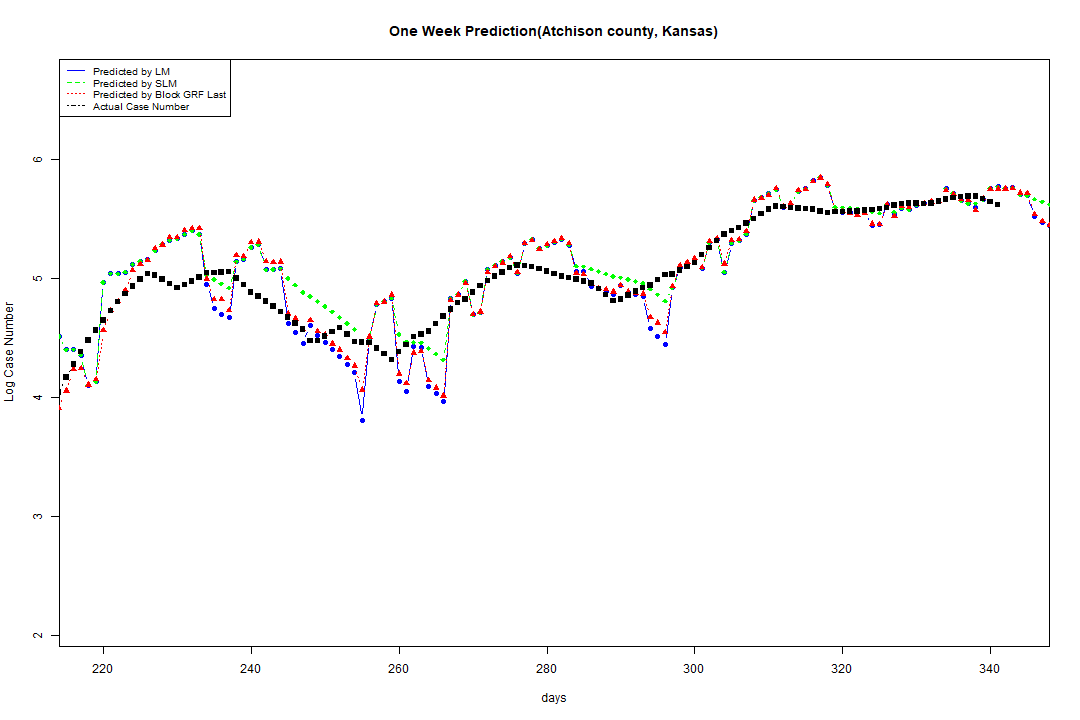 One Week Prediction(Atchison county, Kansas)
Predicted by LM
Predicted by SLM
Predicted by Block GRF Last
Actual Case Number
6
5
4
3
2
Log Case Number
220 240 260 280 300 320 340
days